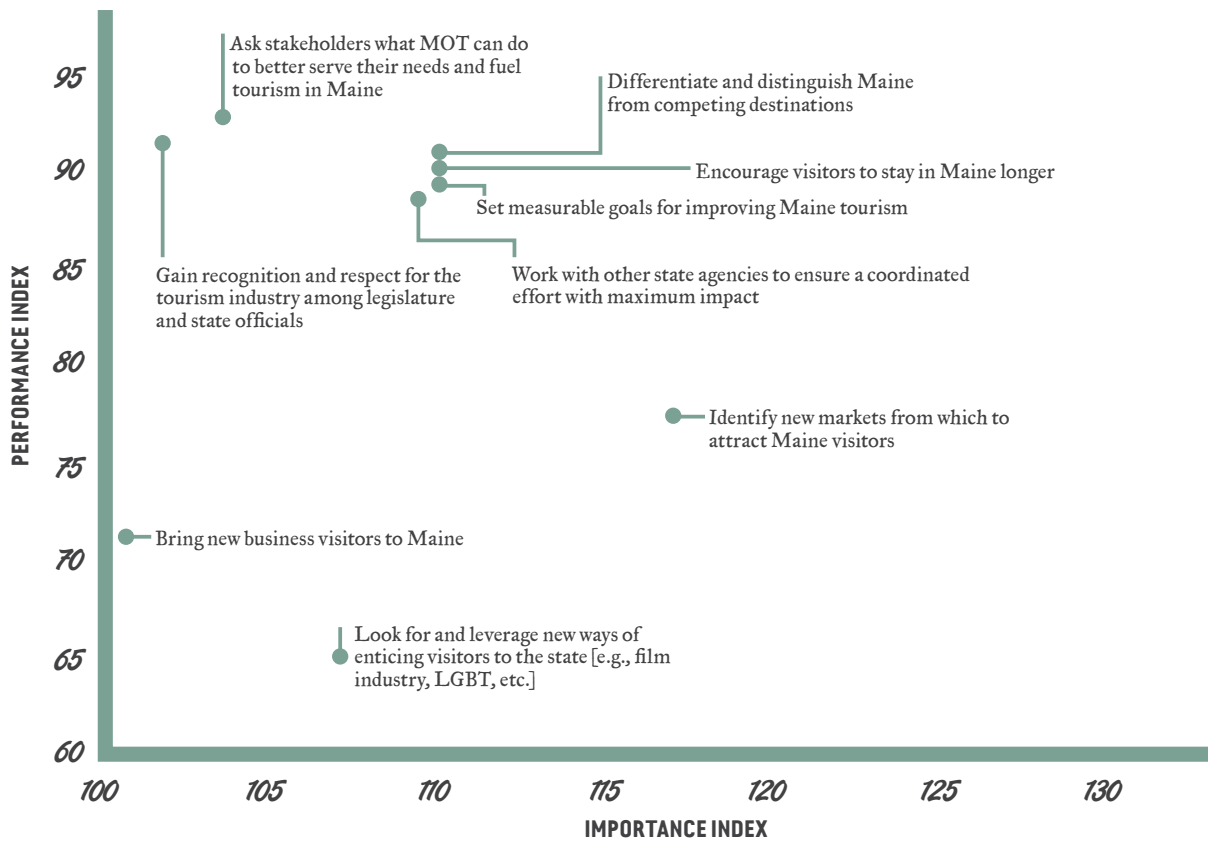 Ask stakeholders what MOT can do
to better serve their needs and fuel
tourism in Maine
95
Differentiate and distinguish Maine
from competing destinations
90
Encourage visitors to stay in Maine longer
Set measurable goals for improving Maine tourism
85
Gain recognition and respect for the
tourism industry among legislature
and state officials
Work with other state agencies to ensure a coordinated
effort with maximum impact
PERFORMANCE INDEX
80
Identify new markets from which to
attract Maine visitors
75
Bring new business visitors to Maine
70
Look for and leverage new ways of
enticing visitors to the state [e.g., film
industry, LGBT, etc.]
65
60
100 105 110 115 120 125 130
IMPORTANCE INDEX